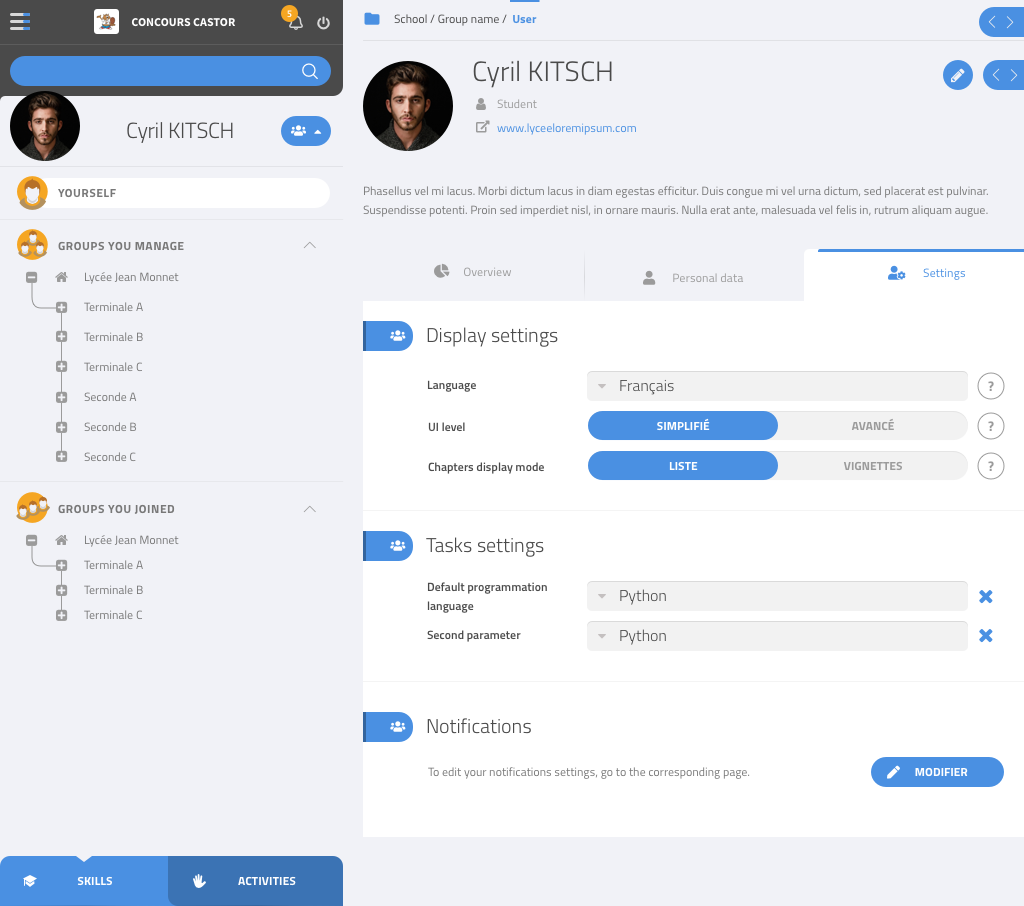 CONCOURS CASTOR
5
Cyril KITSCH
YOURSELF
GROUPS YOU MANAGE
Lycée Jean Monnet
Terminale A
Terminale B
Terminale C
Seconde A
Seconde B
Seconde C
GROUPS YOU JOINED
Lycée Jean Monnet
Terminale A
Terminale B
Terminale C
SKILLS
ACTIVITIES
School / Group name / User
Cyril KITSCH
Student
www.lyceeloremipsum.com
Phasellus vel mi lacus. Morbi dictum lacus in diam egestas efficitur. Duis congue mi vel urna dictum, sed placerat est pulvinar.
Suspendisse potenti. Proin sed imperdiet nisl, in ornare mauris. Nulla erat ante, malesuada vel felis in, rutrum aliquam augue.
Overview
Personal data
Settings
Display settings
Language
Français
?
UI level
SIMPLIFIÉ
AVANCÉ
?
Chapters display mode
LISTE
VIGNETTES
?
Tasks settings
Default programmation
language
Python
Second parameter
Python
Notifications
To edit your notifications settings, go to the corresponding page.
MODIFIER